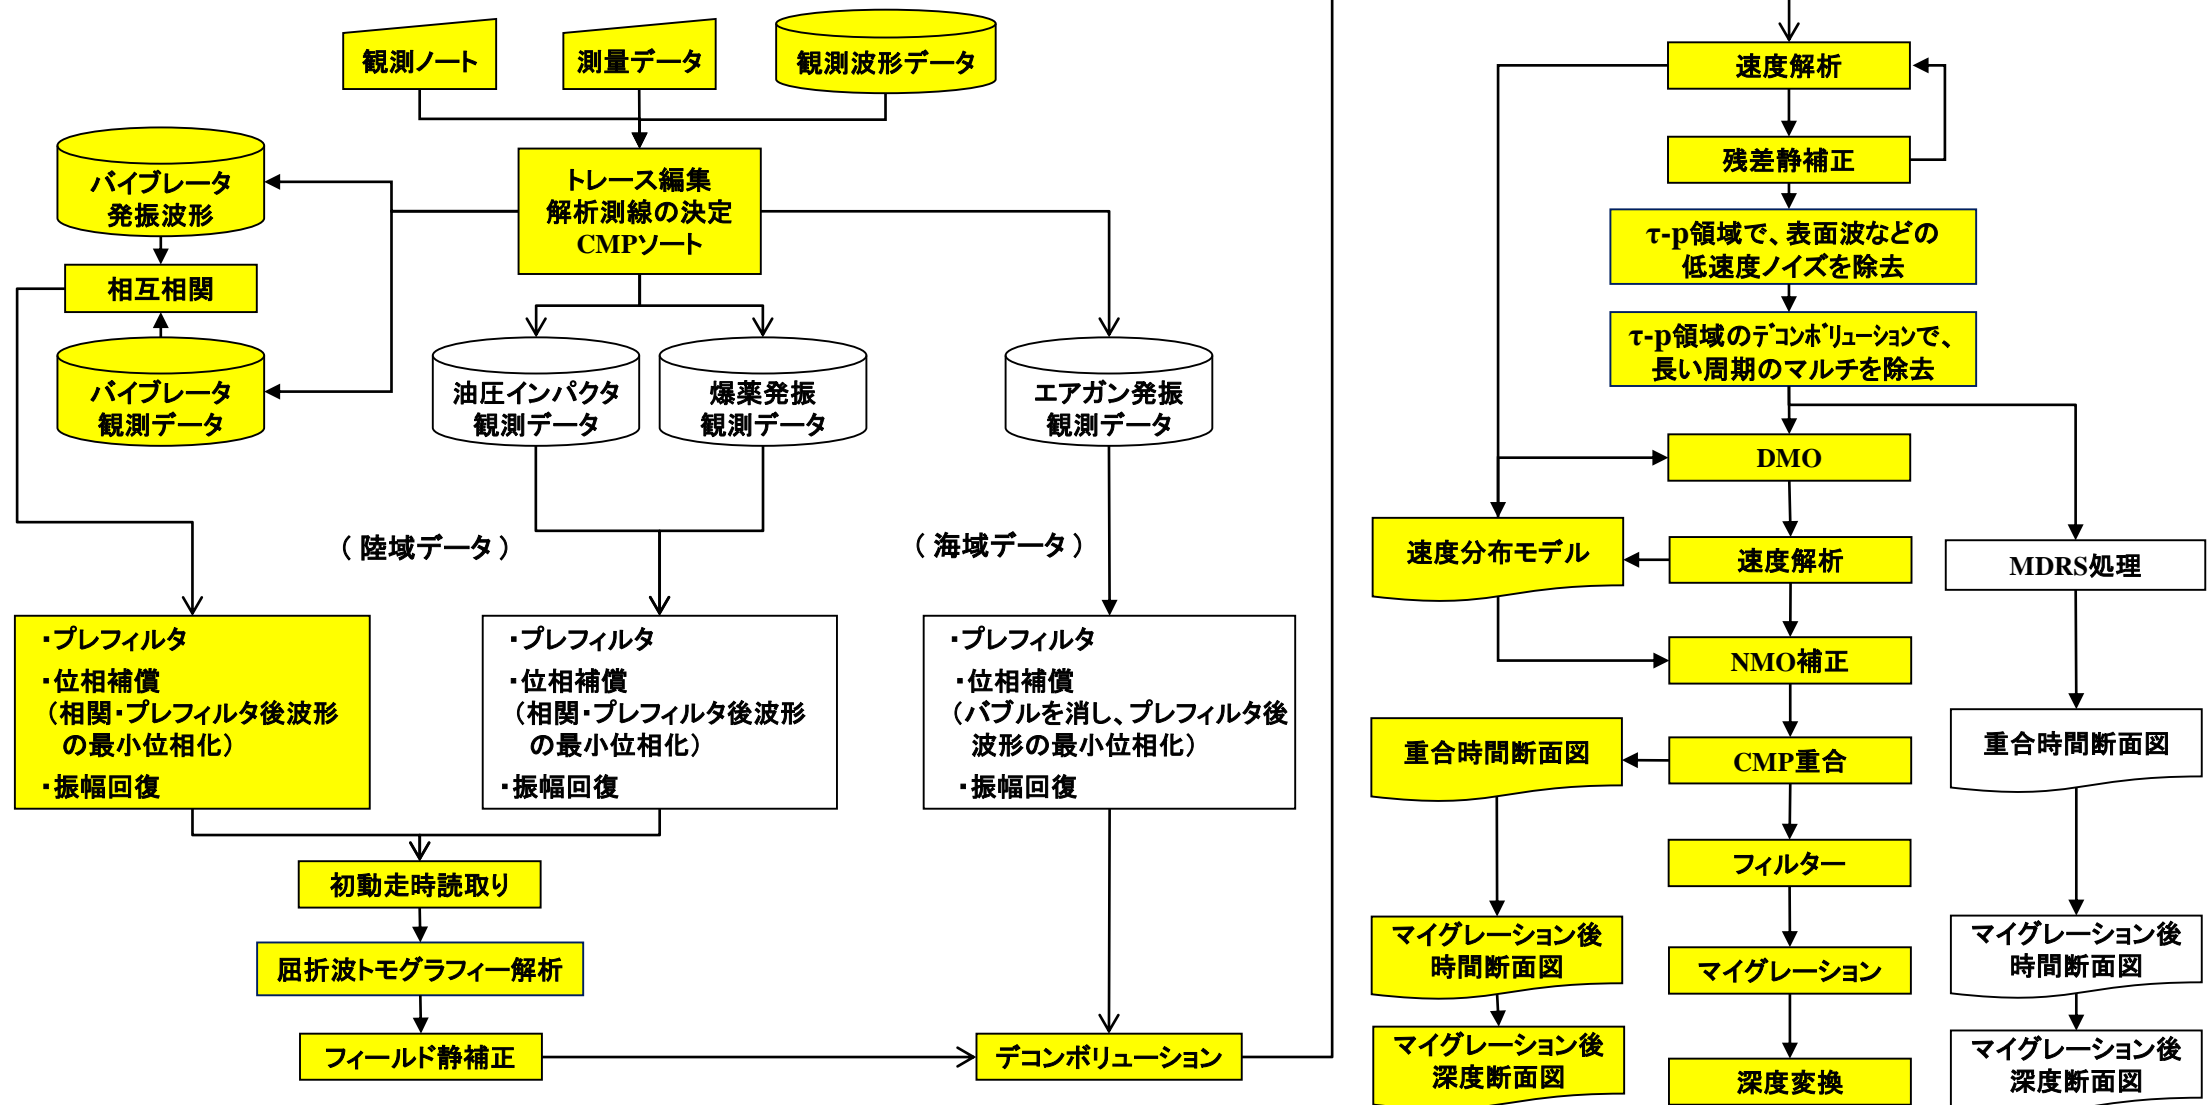 観測ノート
測量データ
観測波形データ
トレース編集
解析測線の決定
CMPソート
バイブレータ
発振波形
相互相関
バイブレータ
観測データ
油圧インパクタ
観測データ
爆薬発振
観測データ
エアガン発振
観測データ
（陸域データ）
（海域データ）
・プレフィルタ
・位相補償
（相関・プレフィルタ後波形
の最小位相化）
・振幅回復
・プレフィルタ
・位相補償
（相関・プレフィルタ後波形
の最小位相化）
・振幅回復
・プレフィルタ
・位相補償
（バブルを消し、プレフィルタ後
波形の最小位相化）
・振幅回復
初動走時読取り
屈折波トモグラフィー解析
フィールド静補正
デコンボリューション
速度解析
残差静補正
τ-p領域で、表面波などの
低速度ノイズを除去
τ-p領域のﾃﾞｺﾝﾎﾞﾘｭｰｼｮﾝで、
長い周期のマルチを除去
DMO
速度分布モデル
速度解析
MDRS処理
NMO補正
重合時間断面図
CMP重合
重合時間断面図
フィルター
マイグレーション後
時間断面図
マイグレーション
マイグレーション後
時間断面図
マイグレーション後
深度断面図
深度変換
マイグレーション後
深度断面図